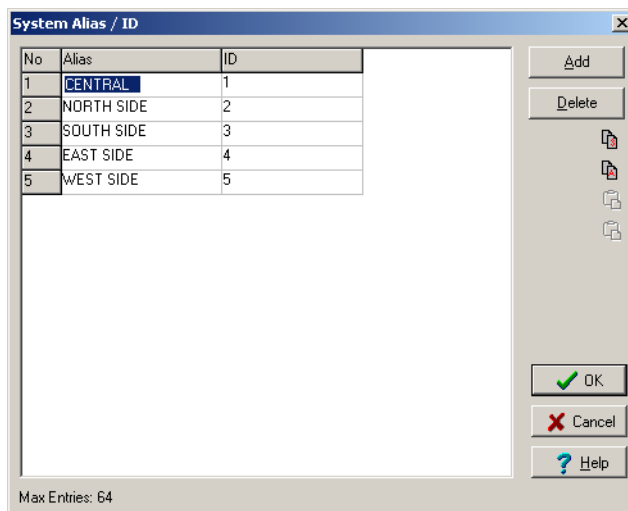 System Alias / ID
No Alias ID
1 CENTRAL 1
2 NORTH SIDE 2
3 SOUTH SIDE 3
4 EAST SIDE 4
5 WEST SIDE 5
Add
Delete
OK
Cancel
? Help
Max Entries: 64